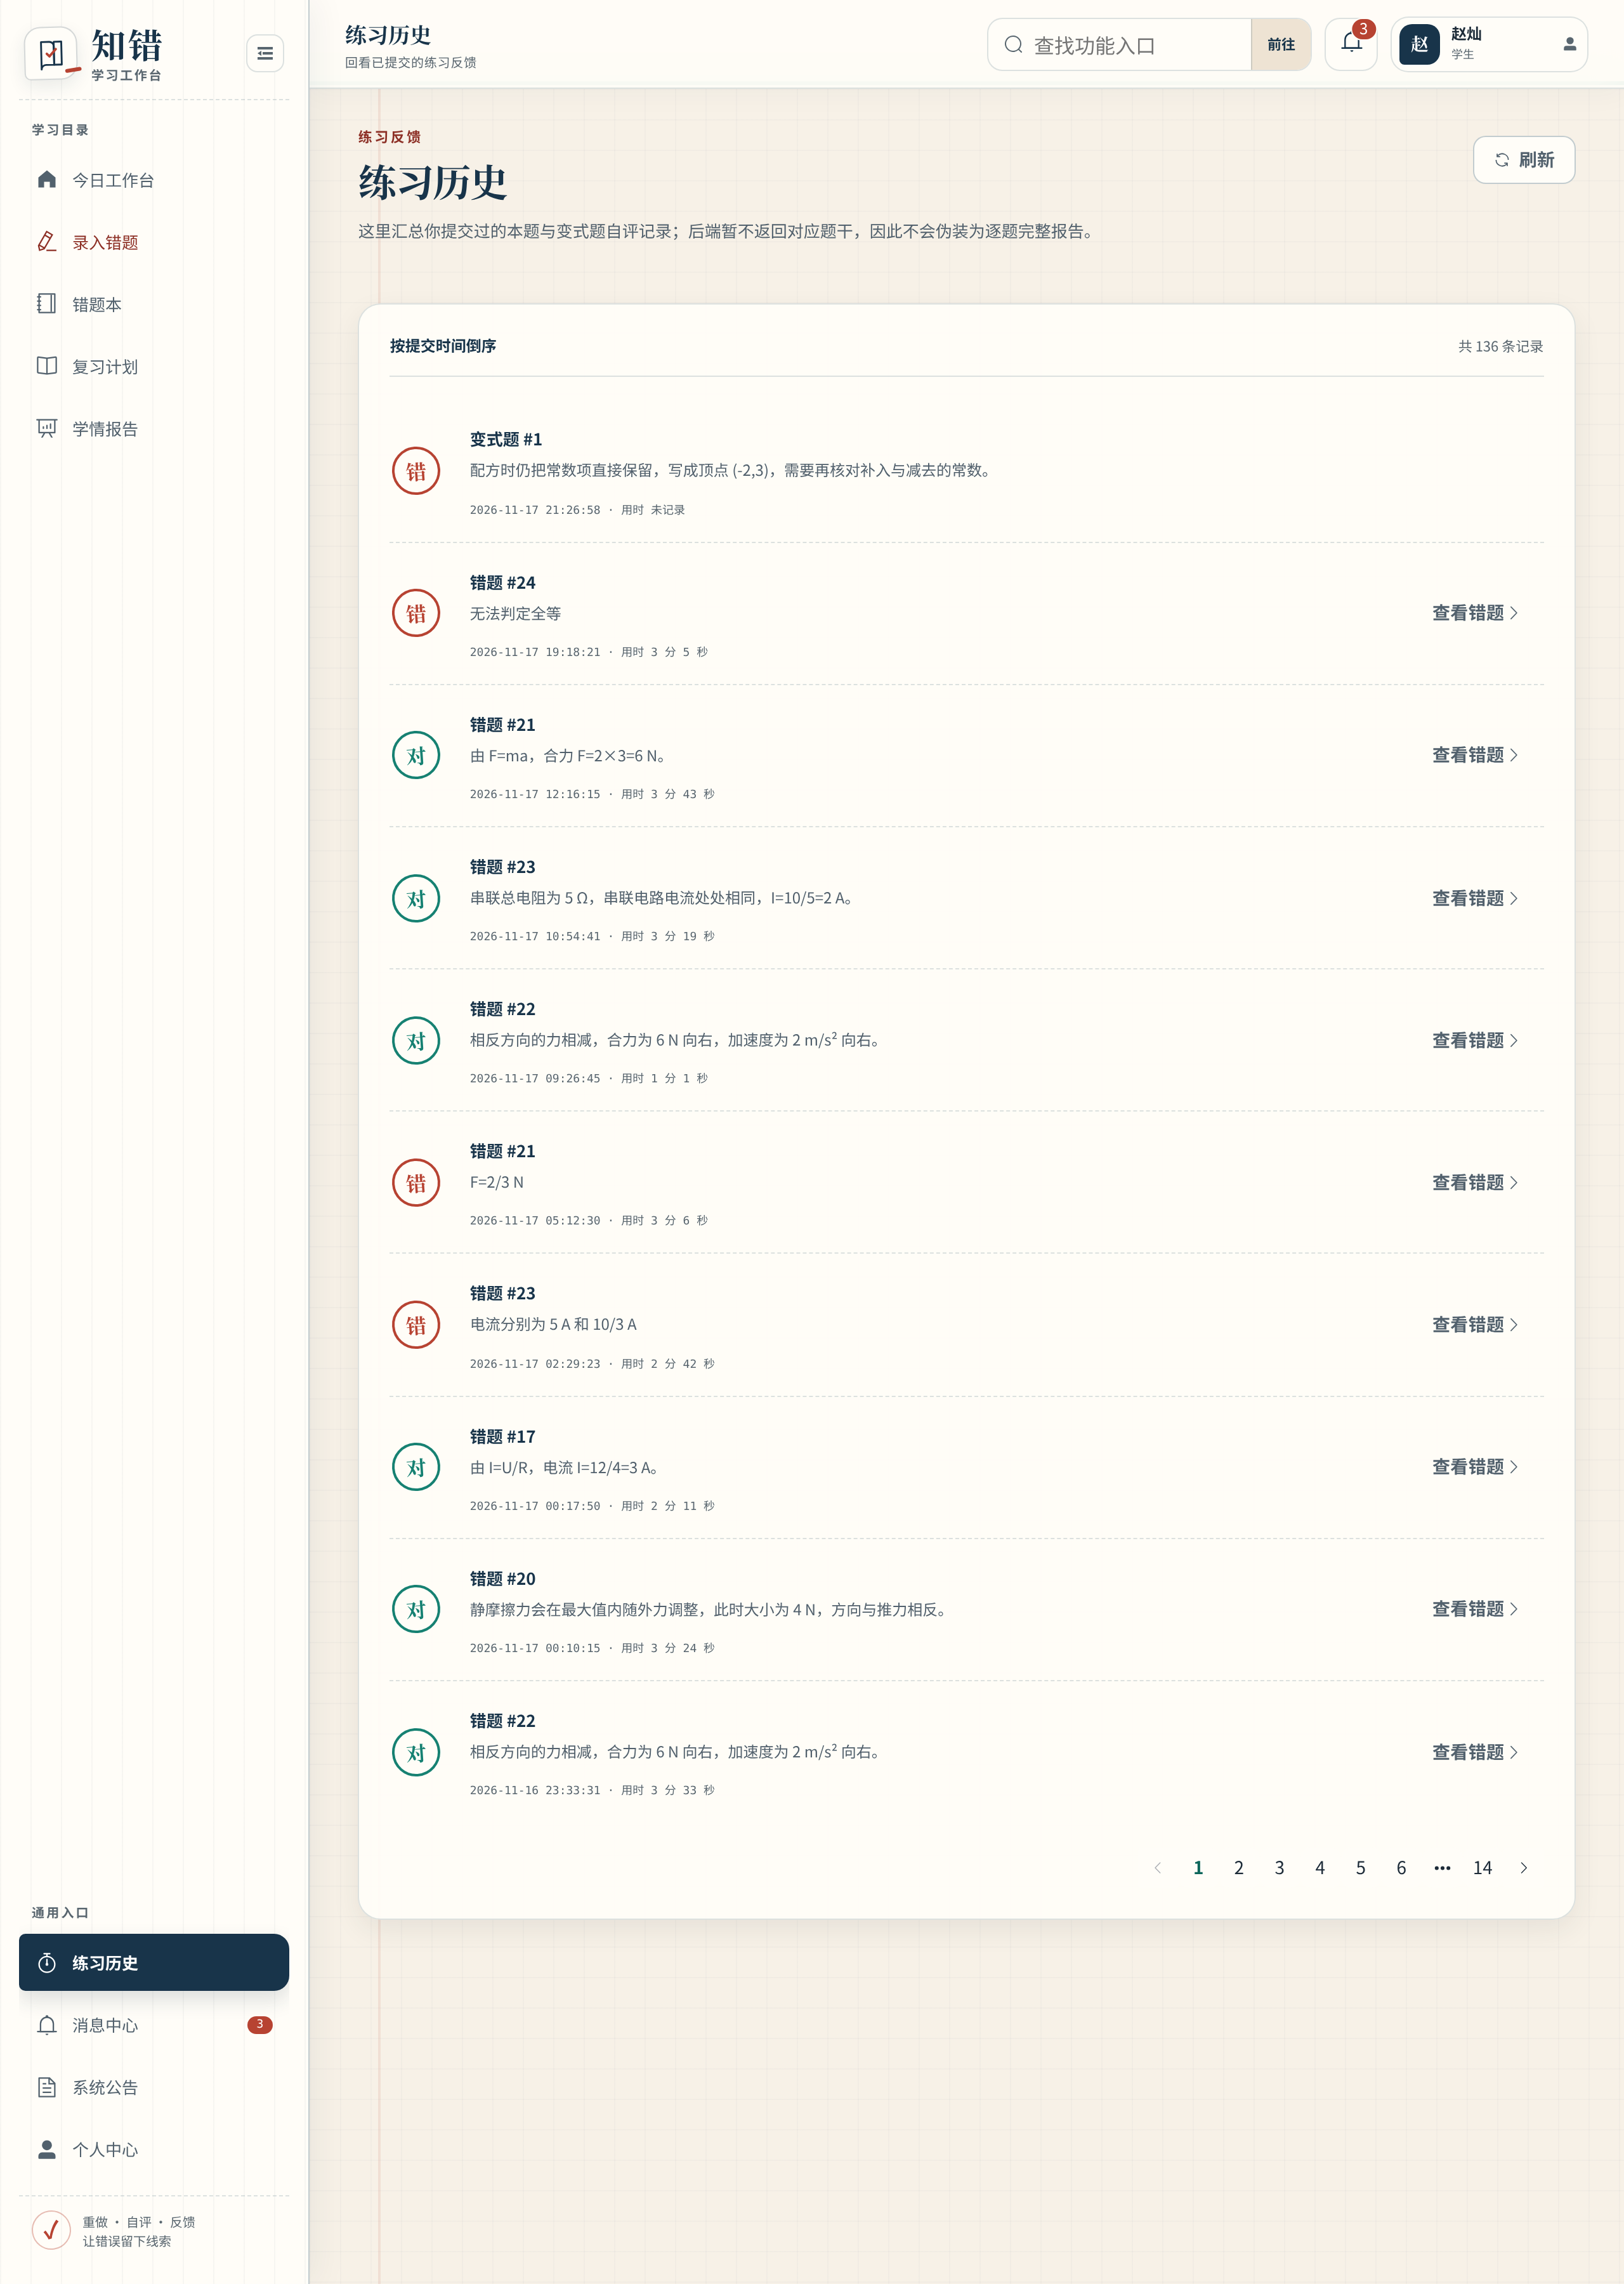 知错
学习工作台
学习目录
今日工作台
录入错题
错题本
复习计划
学情报告
通用入口
练习历史
消息中心
3
系统公告
个人中心
重做 · 自评 · 反馈
让错误留下线索
练习历史
回看已提交的练习反馈
查找功能入口
前往
3
赵
赵灿
学生
练习反馈
练习历史
这里汇总你提交过的本题与变式题自评记录；后端暂不返回对应题干，因此不会伪装为逐题完整报告。
刷新
按提交时间倒序
共 136 条记录
错
变式题 #1
配方时仍把常数项直接保留，写成顶点 (-2,3)，需要再核对补入与减去的常数。
2026-11-17 21:26:58 · 用时 未记录
错
错题 #24
无法判定全等
2026-11-17 19:18:21 · 用时 3 分 5 秒
查看错题
对
错题 #21
由 F=ma，合力 F=2×3=6 N。
2026-11-17 12:16:15 · 用时 3 分 43 秒
查看错题
对
错题 #23
串联总电阻为 5 Ω，串联电路电流处处相同，I=10/5=2 A。
2026-11-17 10:54:41 · 用时 3 分 19 秒
查看错题
对
错题 #22
相反方向的力相减，合力为 6 N 向右，加速度为 2 m/s² 向右。
2026-11-17 09:26:45 · 用时 1 分 1 秒
查看错题
错
错题 #21
F=2/3 N
2026-11-17 05:12:30 · 用时 3 分 6 秒
查看错题
错
错题 #23
电流分别为 5 A 和 10/3 A
2026-11-17 02:29:23 · 用时 2 分 42 秒
查看错题
对
错题 #17
由 I=U/R，电流 I=12/4=3 A。
2026-11-17 00:17:50 · 用时 2 分 11 秒
查看错题
对
错题 #20
静摩擦力会在最大值内随外力调整，此时大小为 4 N，方向与推力相反。
2026-11-17 00:10:15 · 用时 3 分 24 秒
查看错题
对
错题 #22
相反方向的力相减，合力为 6 N 向右，加速度为 2 m/s² 向右。
2026-11-16 23:33:31 · 用时 3 分 33 秒
查看错题
1 2 3 4 5 6 ••• 14